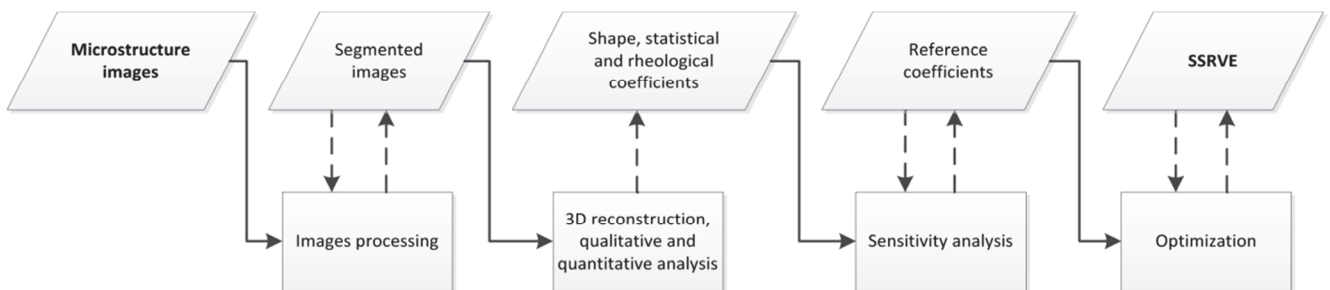 Microstructure
images
Segmented
images
Shape, statistical
and rheological
coefficients
Reference
coefficients
SSRVE
Images processing
3D reconstruction,
qualitative and
quantitative analysis
Sensitivity analysis
Optimization